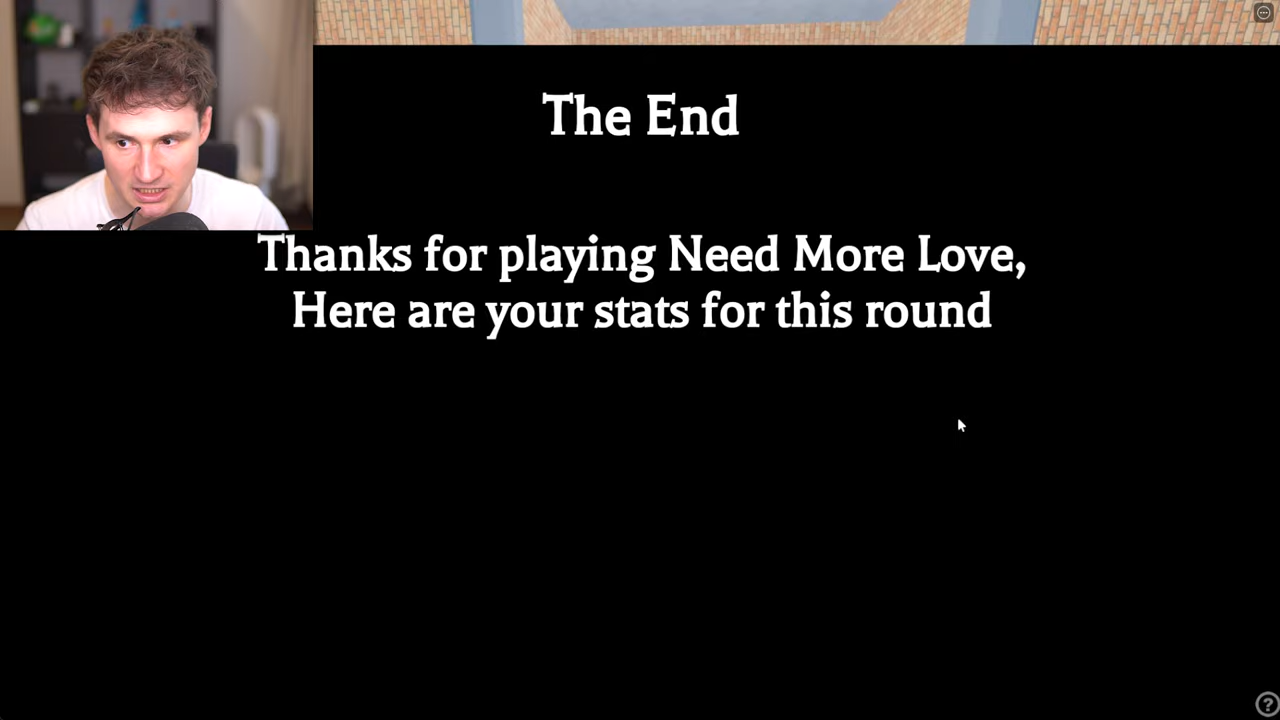 The End
Thanks for playing Need More Love,
Here are your stats for this round
?